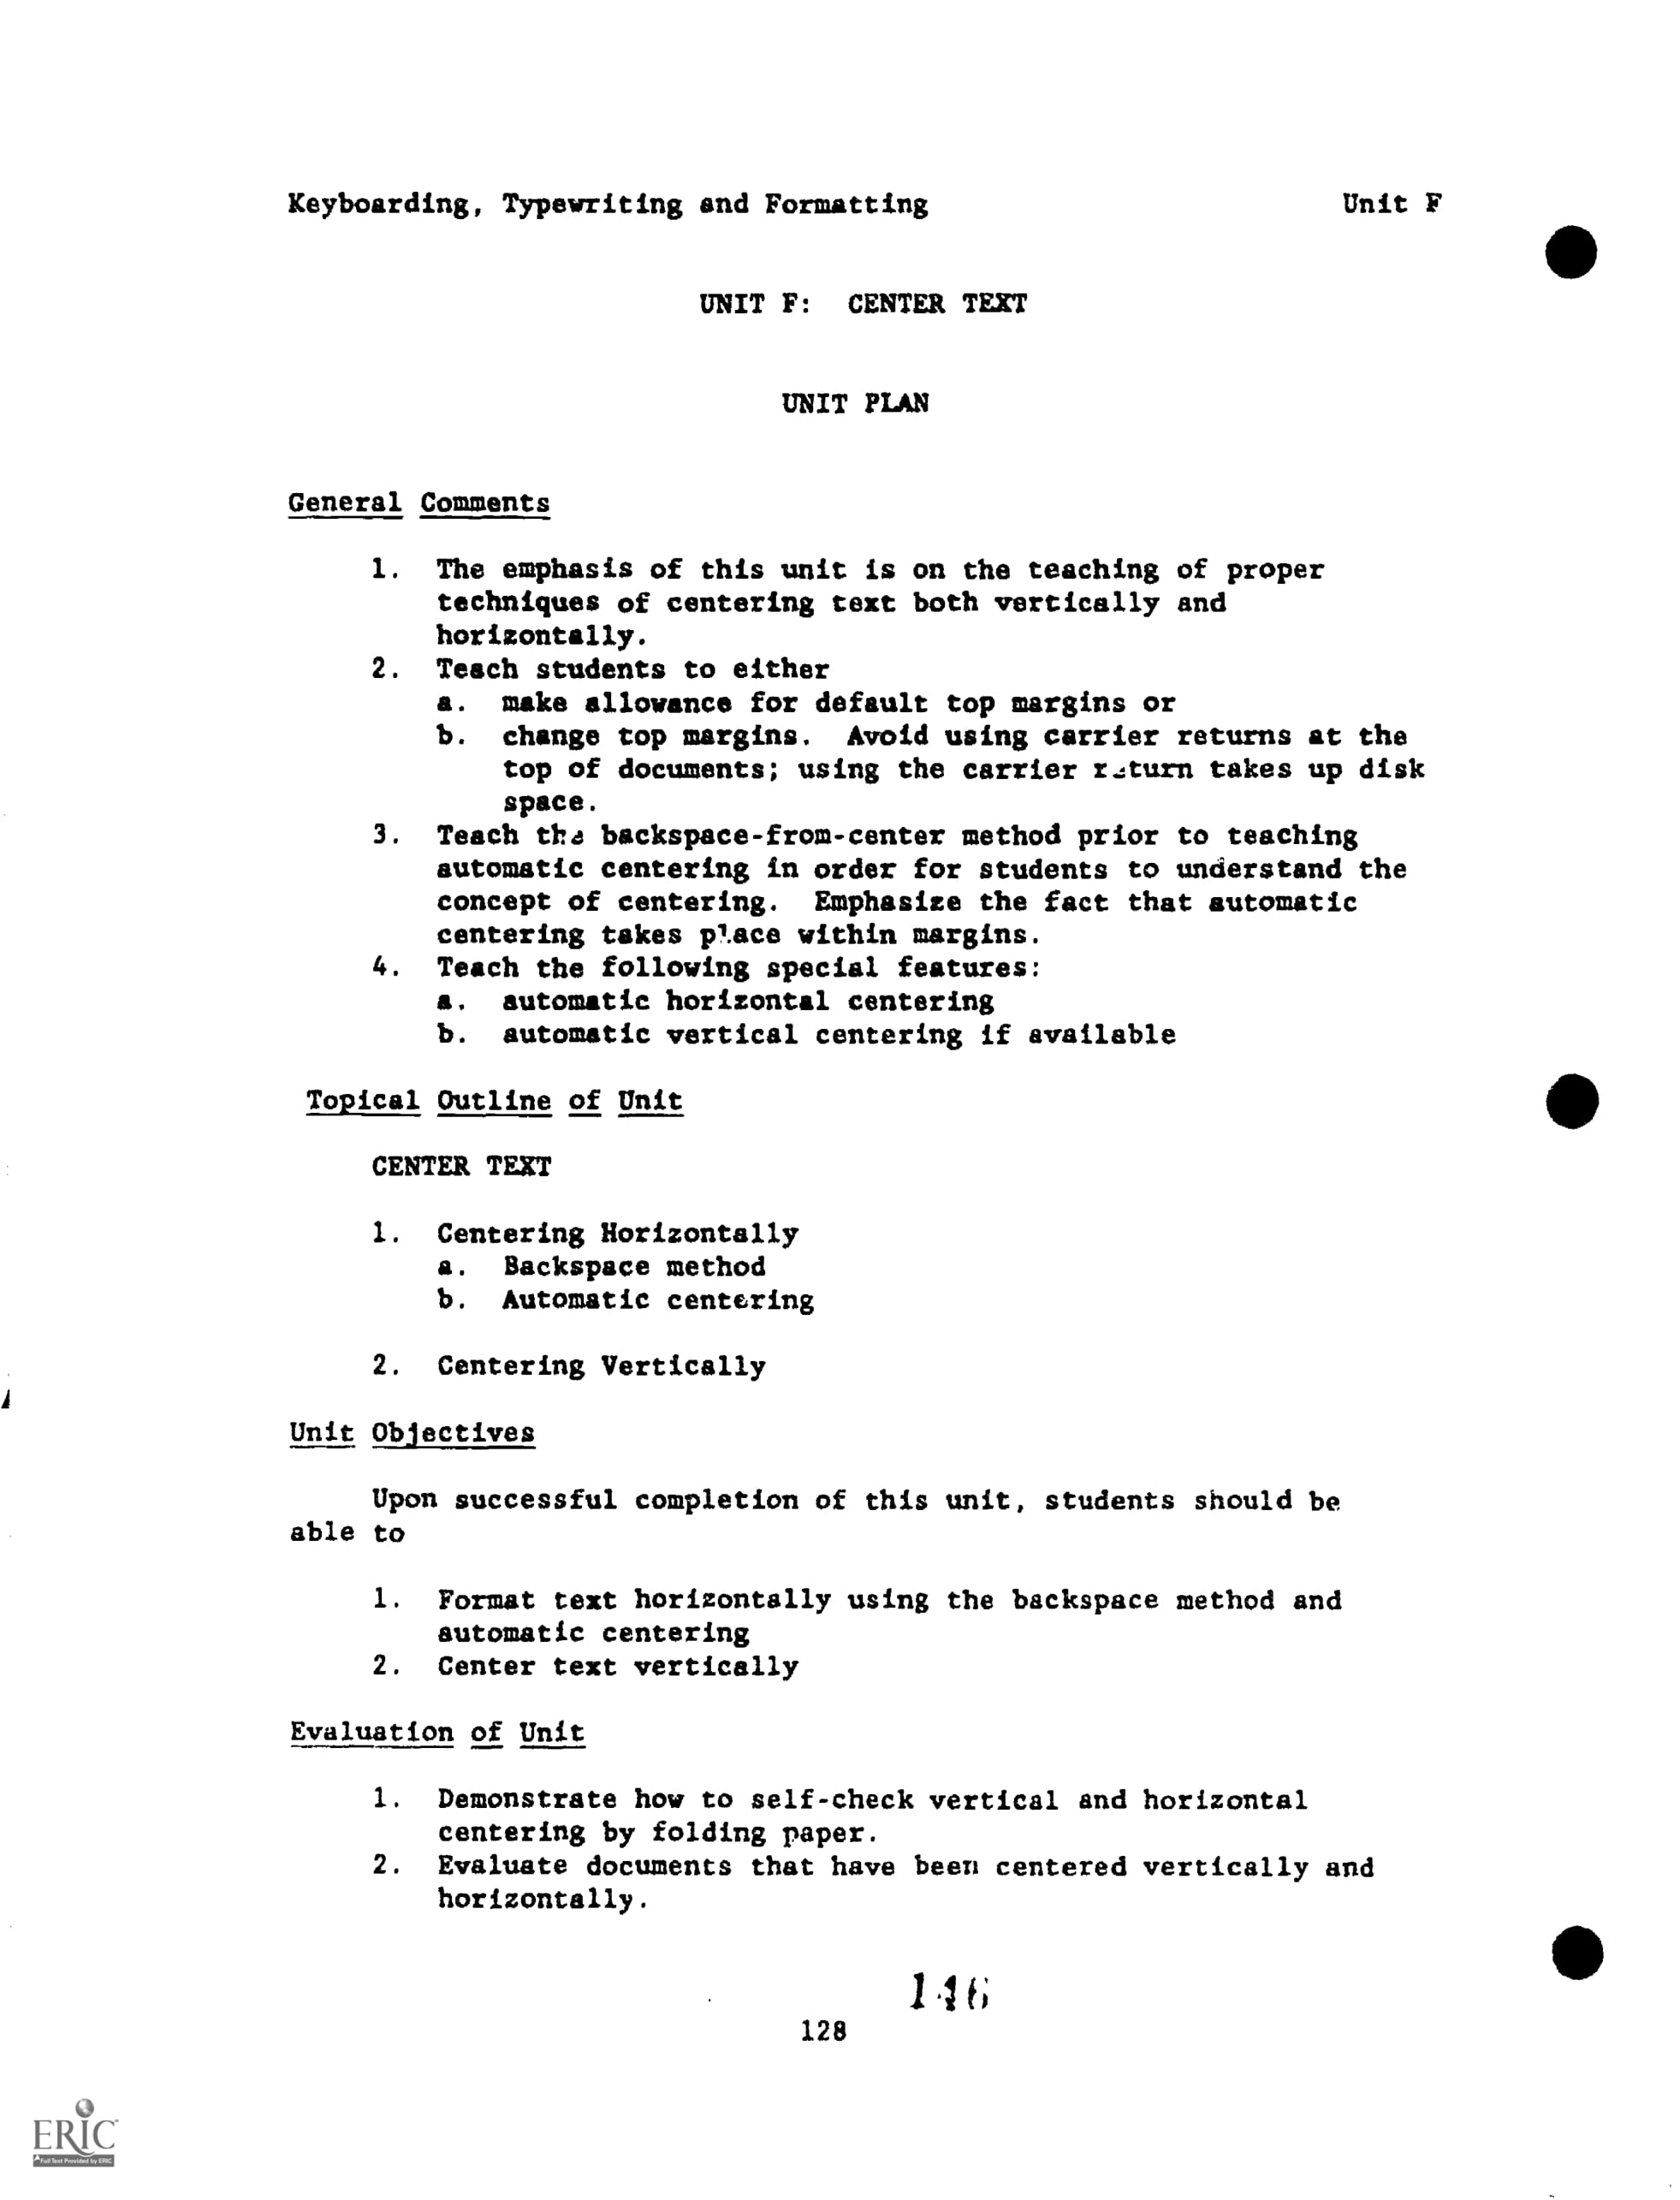 Keyboarding, Typewriting and Formatting Unit F
UNIT F: CENTER TEXT
UNIT PLAN
General Comments
1. The emphasis of this unit is on the teaching of proper
techniques of centering text both vertically and
horizontally.
2. Teach students to either
a. make allowance for default top margins or
b. change top margins. Avoid using carrier returns at the
top of documents; using the carrier return takes up disk
space.
3. Teach the backspace-from-center method prior to teaching
automatic centering in order for students to understand the
concept of centering. Emphasize the fact that automatic
centering takes place within margins.
4. Teach the following special features:
a. automatic horizontal centering
b. automatic vertical centering if available
Topical Outline of Unit
CENTER TEXT
1. Centering Horizontally
a. Backspace method
b. Automatic centering
2. Centering Vertically
Unit Objectives
Upon successful completion of this unit, students should be
able to
1. Format text horizontally using the backspace method and
automatic centering
2. Center text vertically
Evaluation of Unit
1. Demonstrate how to self-check vertical and horizontal
centering by folding paper.
2. Evaluate documents that have been centered vertically and
horizontally.
146
128
ERIC
Full Text Provided by ERIC